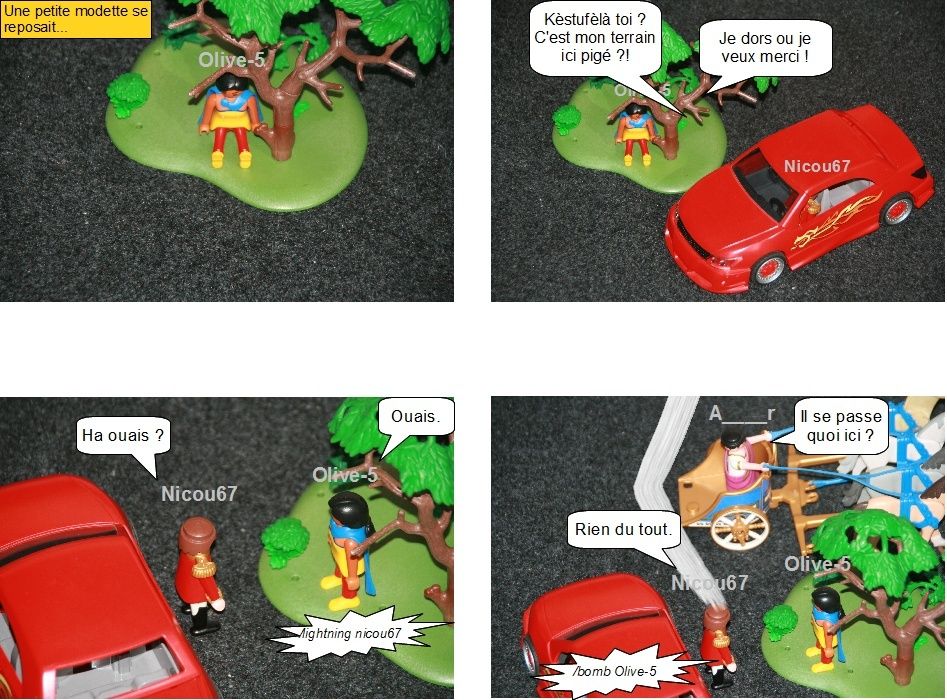 Une petite modette se
reposait...
Olive-5
Kèstufèlà toi ?
C'est mon terrain
ici pigé ?!
Je dors ou je
veux merci !
Olive-5
Nicou67
Ha ouais ?
Ouais.
Nicou67
Olive-5
/lightning nicou67
A____r
Il se passe
quoi ici ?
Rien du tout.
Olive-5
Nicou67
/bomb Olive-5